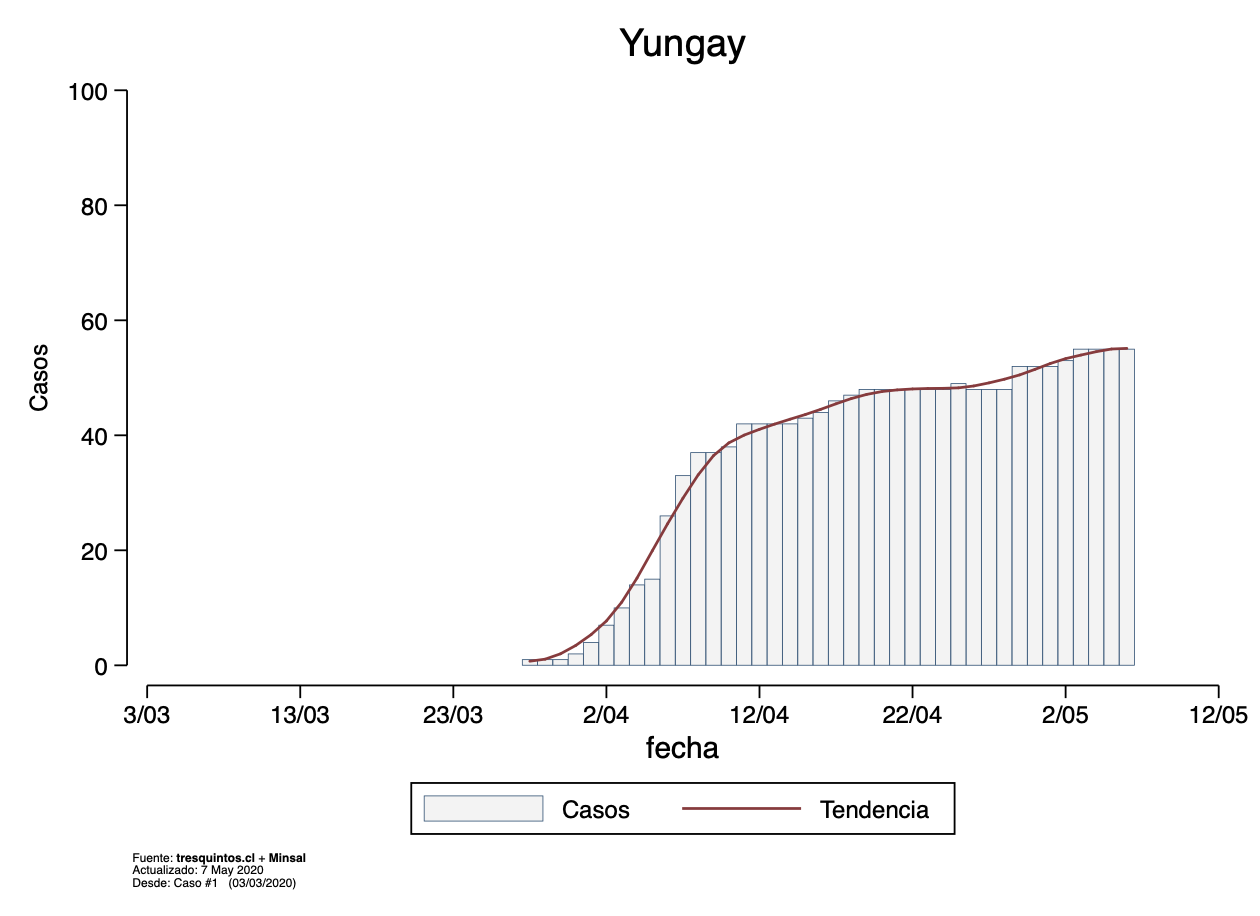 Yungay
100
80
60
40
20
0
Casos
3/03 13/03 23/03 2/04 12/04 22/04 2/05 12/05
fecha
Casos Tendencia
Fuente: tresquintos.cl + Minsal
Actualizado: 7 May 2020
Desde: Caso #1 (03/03/2020)